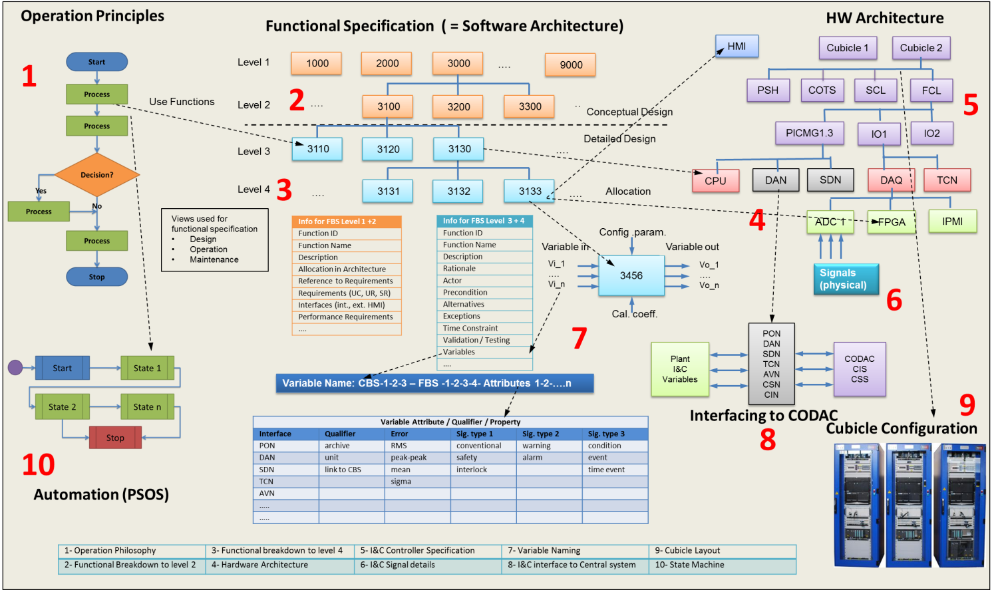 Operation Principles
Functional Specification ( = Software Architecture)
HW Architecture
1
Start
Process
Process
Decision?
Yes
No
Process
Process
Stop
Use Functions
Level 1
1000
2000
3000
....
9000
2
Level 2
....
3100
3200
3300
..
Conceptual Design
Detailed Design
Level 3
3110
3120
3130
....
3
Level 4
....
3131
3132
3133
....
Allocation
HMI
Cubicle 1
Cubicle 2
PSH
COTS
SCL
FCL
5
PICMG1.3
IO1
IO2
CPU
DAN
SDN
DAQ
TCN
4
ADC 1
FPGA
IPMI
Signals
(physical)
6
Views used for
functional specification
• Design
• Operation
• Maintenance
Info for FBS Level 1 +2
Function ID
Function Name
Description
Allocation in Architecture
Reference to Requirements
Requirements (UC, UR, SR)
Interfaces (int., ext. HMI)
Performance Requirements
....
Info for FBS Level 3 + 4
Function ID
Function Name
Description
Rationale
Actor
Precondition
Alternatives
Exceptions
Time Constraint
Validation / Testing
Variables
....
Config .param.
Variable in
Variable out
Vi_1
....
Vi_n
3456
Vo_1
....
Vo_n
Cal. coeff.
7
Variable Name: CBS-1-2-3 – FBS -1-2-3-4- Attributes 1-2-....n
Variable Attribute / Qualifier / Property
Interface Qualifier Error Sig. type 1 Sig. type 2 Sig. type 3
PON archive RMS conventional warning condition
DAN unit peak-peak safety alarm event
SDN link to CBS mean interlock time event
TCN sigma
AVN
.....
.....
Plant
I&C
Variables
PON
DAN
SDN
TCN
AVN
CSN
CIN
CODAC
CIS
CSS
Interfacing to CODAC
8
9
Cubicle Configuration
Start
State 1
State 2
State n
Stop
10
Automation (PSOS)
1- Operation Philosophy 3- Functional breakdown to level 4 5- I&C Controller Specification 7- Variable Naming 9- Cubicle Layout
2- Functional Breakdown to level 2 4- Hardware Architecture 6- I&C Signal details 8- I&C interface to Central system 10- State Machine